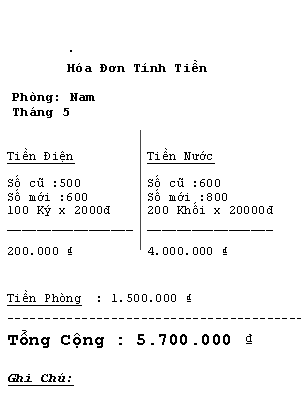 Hóa Đơn Tính Tiền
Phòng: Nam
Tháng 5
Tiền Điện
Số cũ :500
Số mới :600
100 Ký x 2000đ
200.000 ₫
Tiền Nước
Số cũ :600
Số mới :800
200 Khối x 20000đ
4.000.000 ₫
Tiền Phòng : 1.500.000 ₫
Tổng Cộng : 5.700.000 ₫
Ghi Chú: